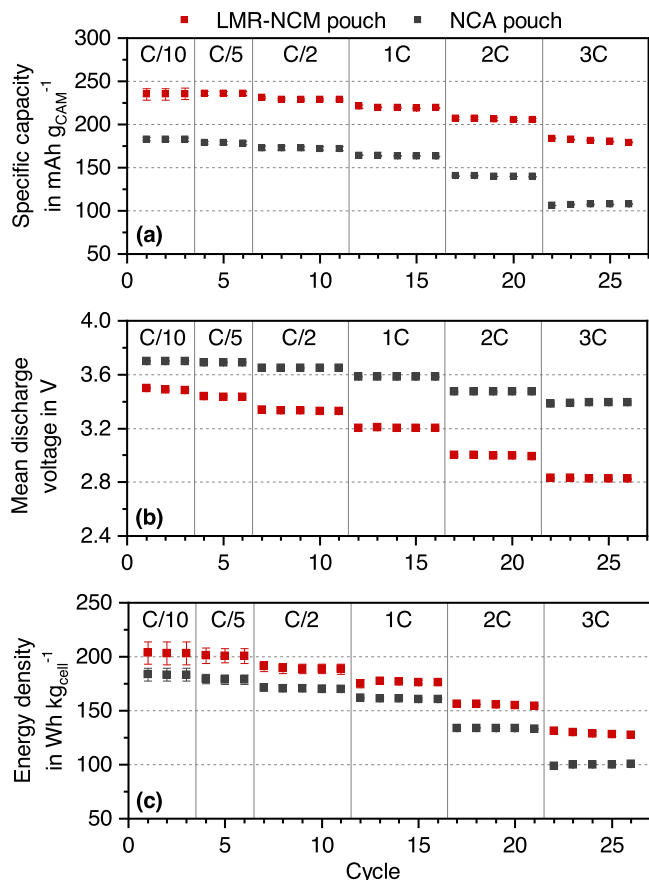 LMR-NCM pouch NCA pouch
300
250
200
150
100
50
Specific capacity
in mAh g_CAM^-1
C/10 C/5 C/2 1C 2C 3C
(a)
0 5 10 15 20 25
4.0
3.6
3.2
2.8
2.4
Mean discharge
voltage in V
C/10 C/5 C/2 1C 2C 3C
(b)
0 5 10 15 20 25
250
200
150
100
50
Energy density
in Wh kg_cell^-1
C/10 C/5 C/2 1C 2C 3C
(c)
0 5 10 15 20 25
Cycle